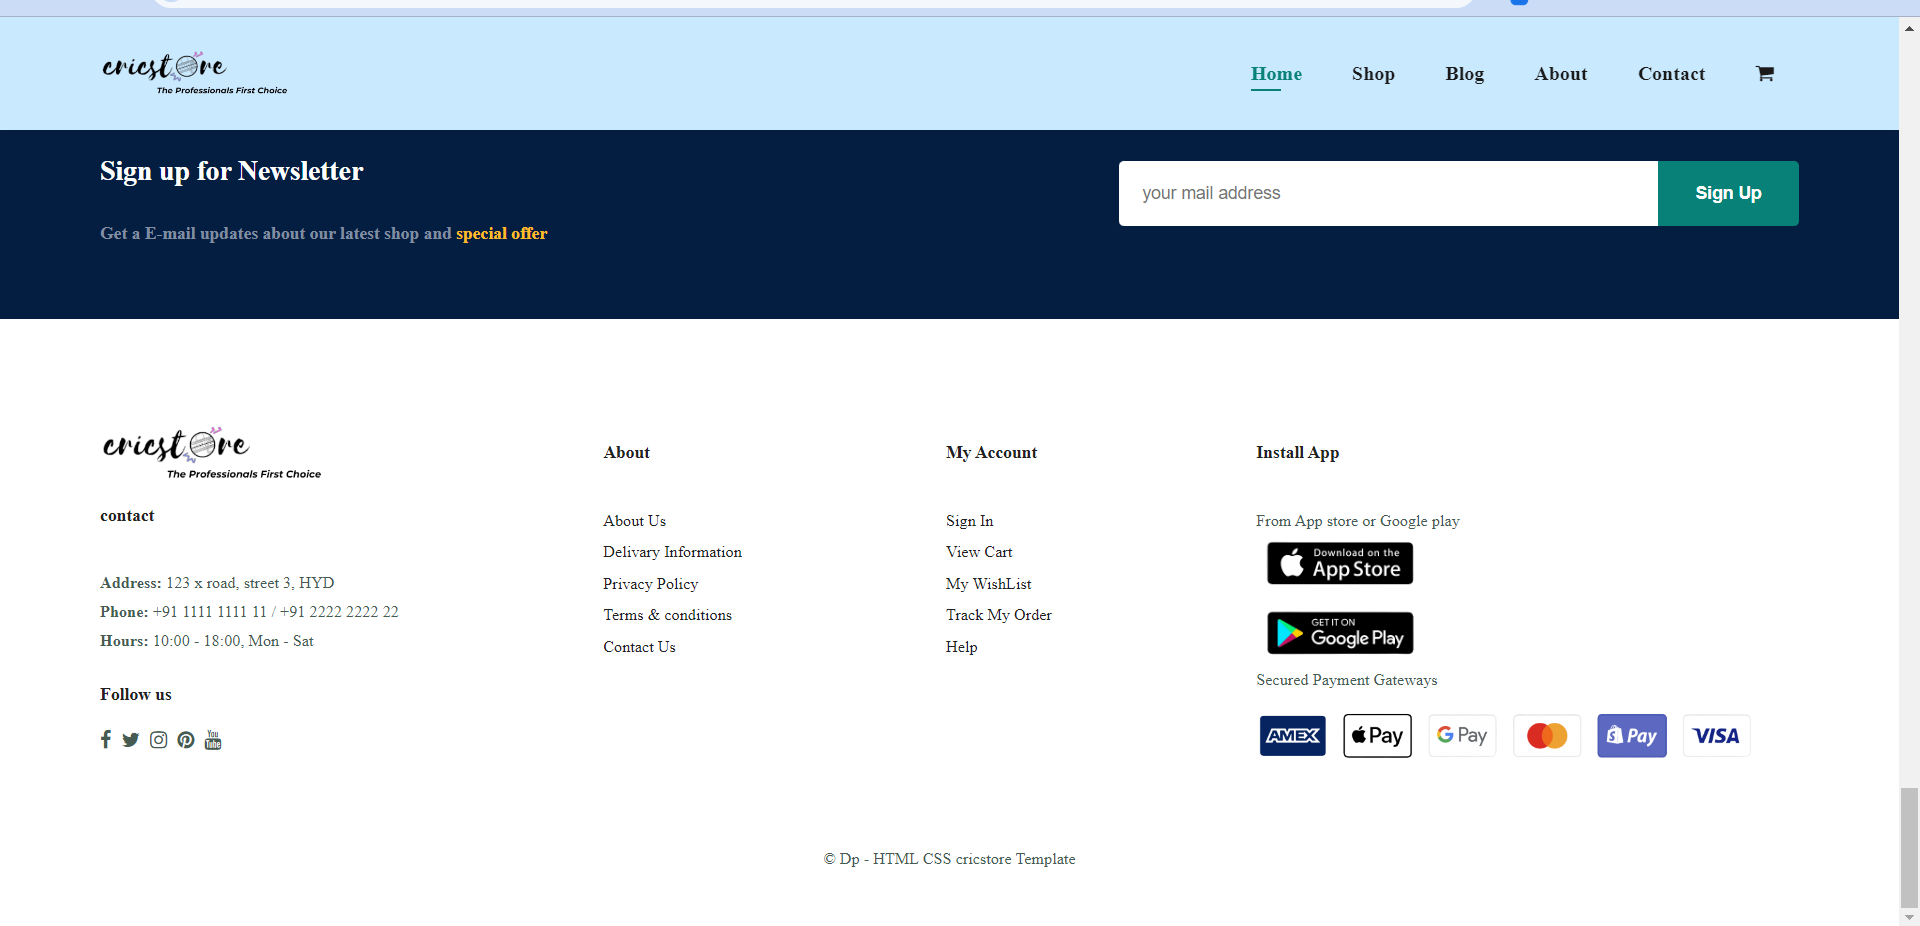 cricstore
The Professionals First Choice
Home Shop Blog About Contact
Sign up for Newsletter
your mail address
Sign Up
Get a E-mail updates about our latest shop and special offer
cricstore
The Professionals First Choice
contact
Address: 123 x road, street 3, HYD
Phone: +91 1111 1111 11 / +91 2222 2222 22
Hours: 10:00 - 18:00, Mon - Sat
Follow us
You
Tube
About
About Us
Delivary Information
Privacy Policy
Terms & conditions
Contact Us
My Account
Sign In
View Cart
My WishList
Track My Order
Help
Install App
From App store or Google play
Download on the
App Store
GET IT ON
Google Play
Secured Payment Gateways
AMEX
Pay
G Pay
Pay
VISA
© Dp - HTML CSS cricstore Template